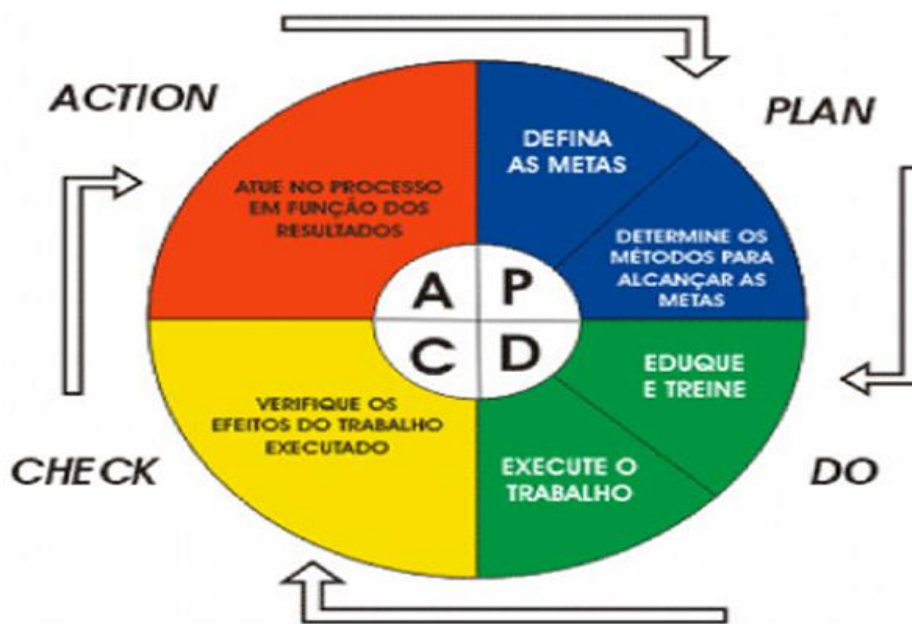 ACTION
PLAN
DEFINA
AS METAS
ATUE NO PROCESSO
EM FUNÇÃO DOS
RESULTADOS
DETERMINE OS
MÉTODOS PARA
ALCANÇAR AS
METAS
A P
C D
EDUQUE
E TREINE
VERIFIQUE OS
EFEITOS DO TRABALHO
EXECUTADO
EXECUTE O
TRABALHO
CHECK
DO